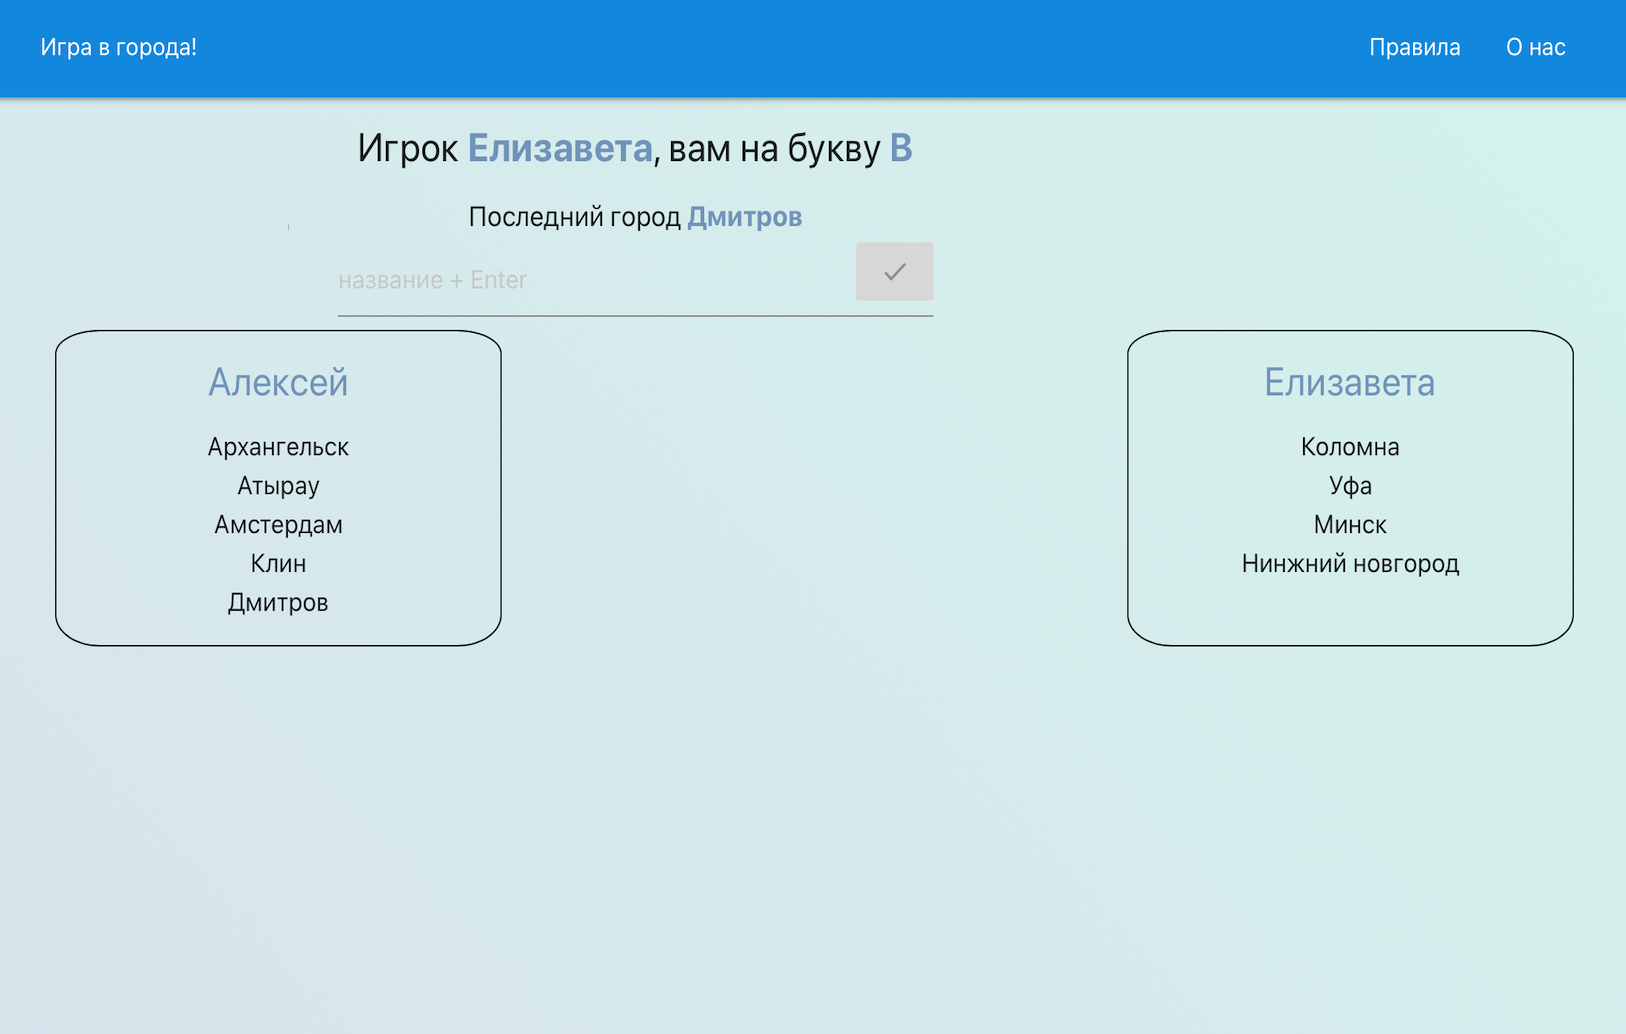 Игра в города!
Правила
О нас
Игрок Елизавета, вам на букву В
Последний город Дмитров
название + Enter
Алексей
Архангельск
Атырау
Амстердам
Клин
Дмитров
Елизавета
Коломна
Уфа
Минск
Нинжний новгород